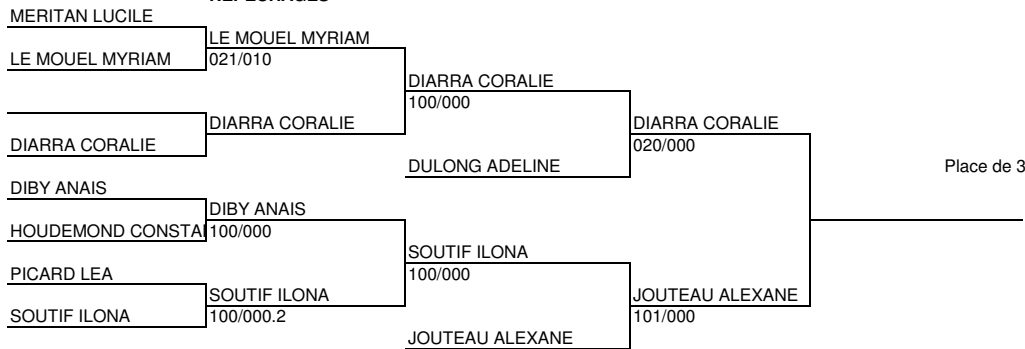 MERITAN LUCILE
LE MOUEL MYRIAM
LE MOUEL MYRIAM
021/010
DIARRA CORALIE
100/000
DIARRA CORALIE
DIARRA CORALIE
DIARRA CORALIE
020/000
DULONG ADELINE
Place de 3
DIBY ANAIS
DIBY ANAIS
HOUDEMOND CONSTA
100/000
SOUTIF ILONA
100/000
PICARD LEA
SOUTIF ILONA
JOUTEAU ALEXANE
SOUTIF ILONA
100/000.2
101/000
JOUTEAU ALEXANE